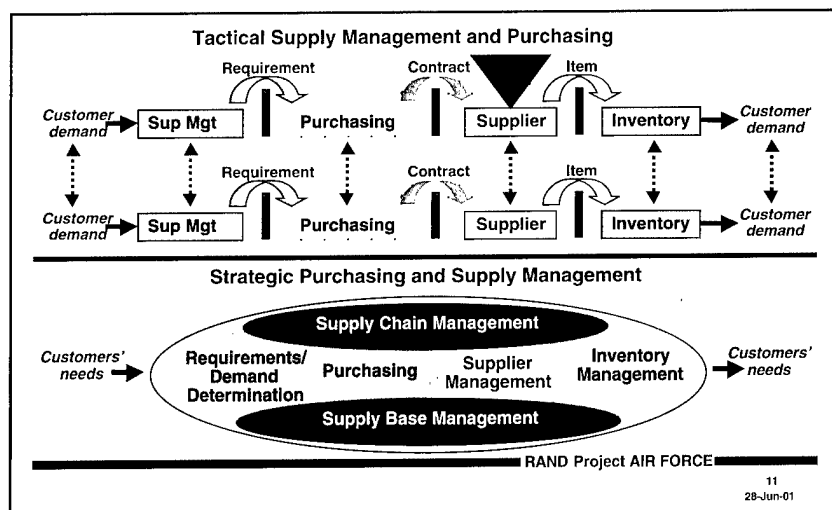 Tactical Supply Management and Purchasing
Requirement Contract Item
Customer demand Sup Mgt Purchasing Supplier Inventory Customer demand
Requirement Contract Item
Customer demand Sup Mgt Purchasing Supplier Inventory Customer demand
Strategic Purchasing and Supply Management
Supply Chain Management
Customers' needs
Requirements/
Demand
Determination
Purchasing
Supplier
Management
Inventory
Management
Customers' needs
Supply Base Management
RAND Project AIR FORCE
11
28-Jun-01